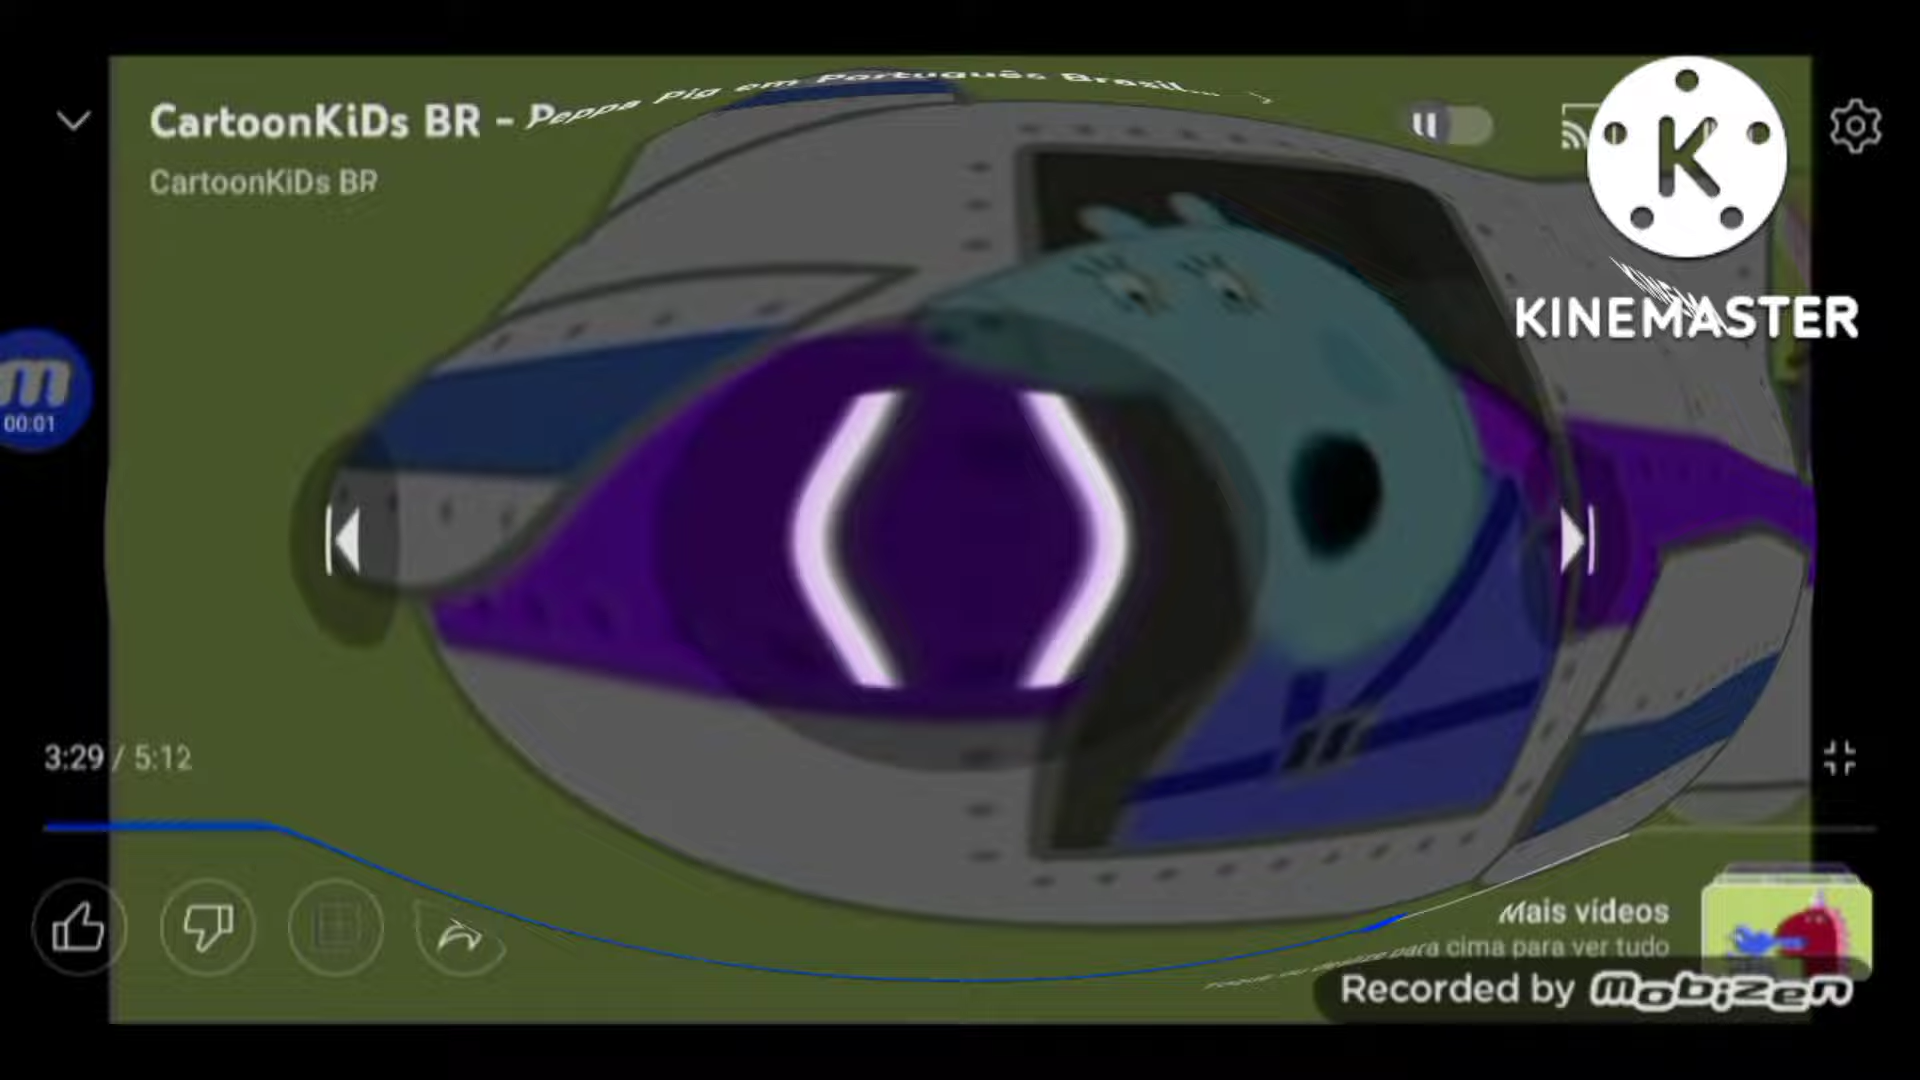 CartoonKiDs BR - Peppa Pig em Português Brasil...
CartoonKiDs BR
K
KINEMASTER
m
00:01
3:29 / 5:12
Mais vídeos
para cima para ver tudo
Recorded by Mobizen